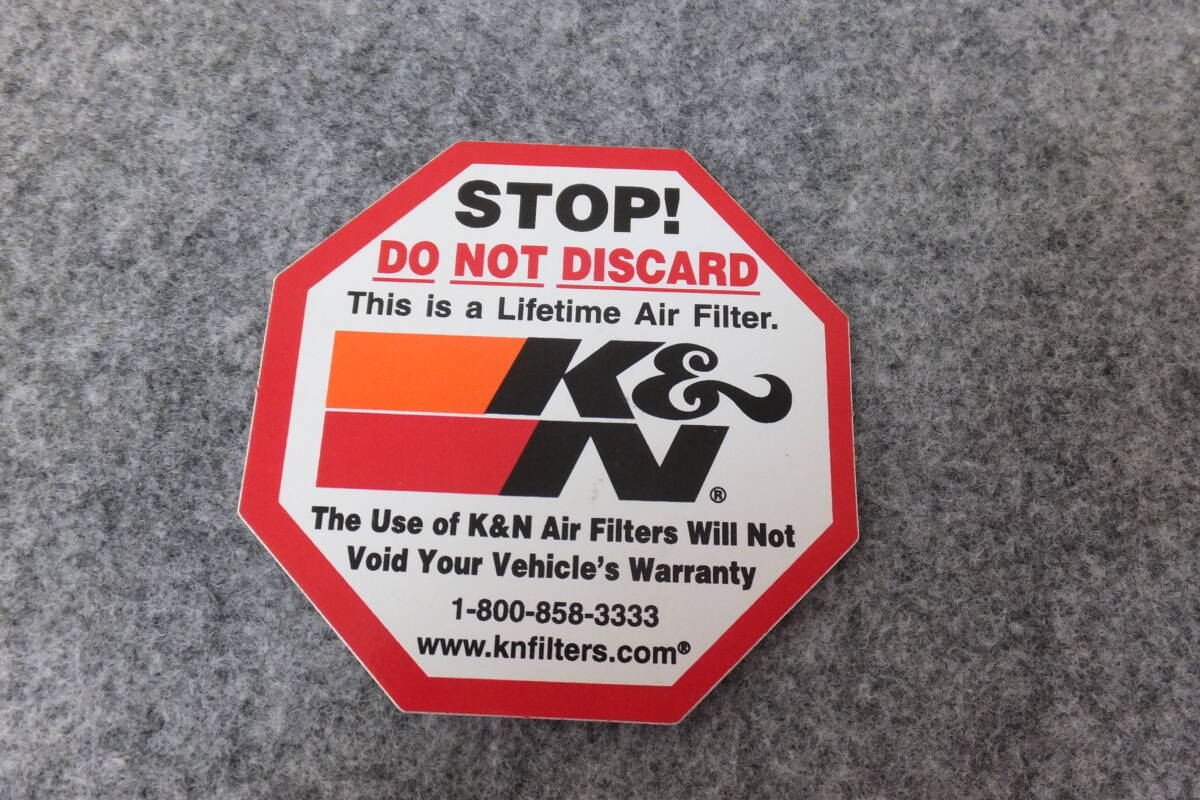 STOP!
DO NOT DISCARD
This is a Lifetime Air Filter.
K&
N®
The Use of K&N Air Filters Will Not
Void Your Vehicle's Warranty
1-800-858-3333
www.knfilters.com®